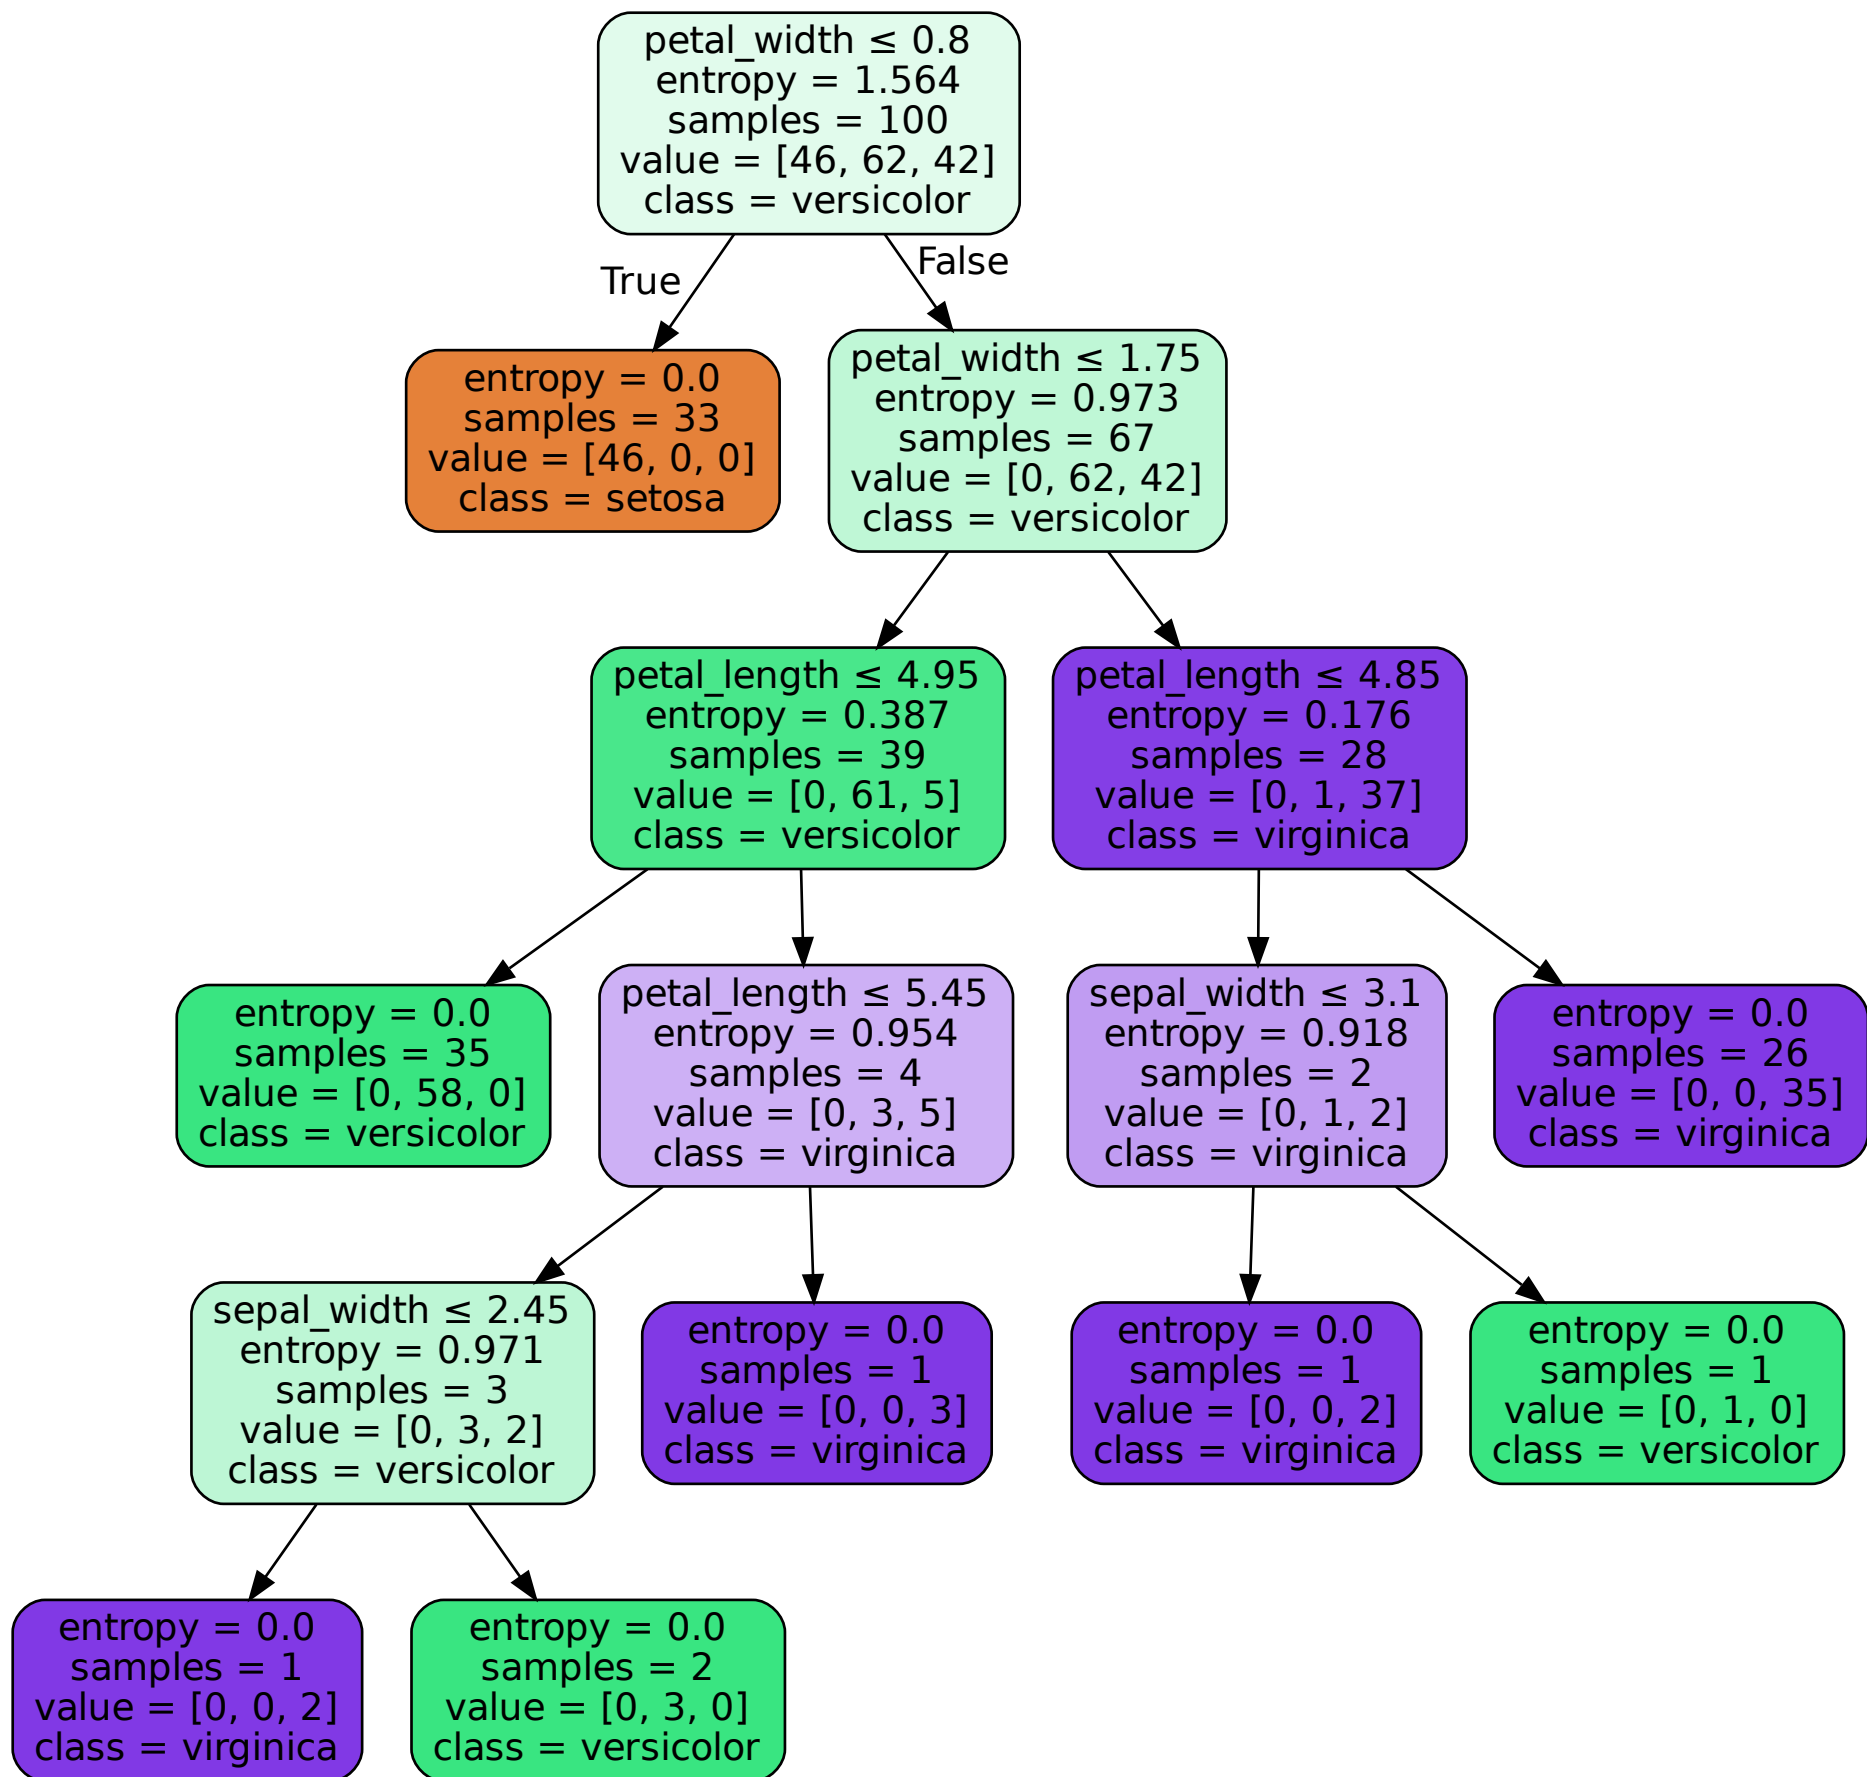 petal_width ≤ 0.8
entropy = 1.564
samples = 100
value = [46, 62, 42]
class = versicolor
True
False
entropy = 0.0
samples = 33
value = [46, 0, 0]
class = setosa
petal_width ≤ 1.75
entropy = 0.973
samples = 67
value = [0, 62, 42]
class = versicolor
petal_length ≤ 4.95
entropy = 0.387
samples = 39
value = [0, 61, 5]
class = versicolor
petal_length ≤ 4.85
entropy = 0.176
samples = 28
value = [0, 1, 37]
class = virginica
entropy = 0.0
samples = 35
value = [0, 58, 0]
class = versicolor
petal_length ≤ 5.45
entropy = 0.954
samples = 4
value = [0, 3, 5]
class = virginica
sepal_width ≤ 3.1
entropy = 0.918
samples = 2
value = [0, 1, 2]
class = virginica
entropy = 0.0
samples = 26
value = [0, 0, 35]
class = virginica
sepal_width ≤ 2.45
entropy = 0.971
samples = 3
value = [0, 3, 2]
class = versicolor
entropy = 0.0
samples = 1
value = [0, 0, 3]
class = virginica
entropy = 0.0
samples = 1
value = [0, 0, 2]
class = virginica
entropy = 0.0
samples = 1
value = [0, 1, 0]
class = versicolor
entropy = 0.0
samples = 1
value = [0, 0, 2]
class = virginica
entropy = 0.0
samples = 2
value = [0, 3, 0]
class = versicolor